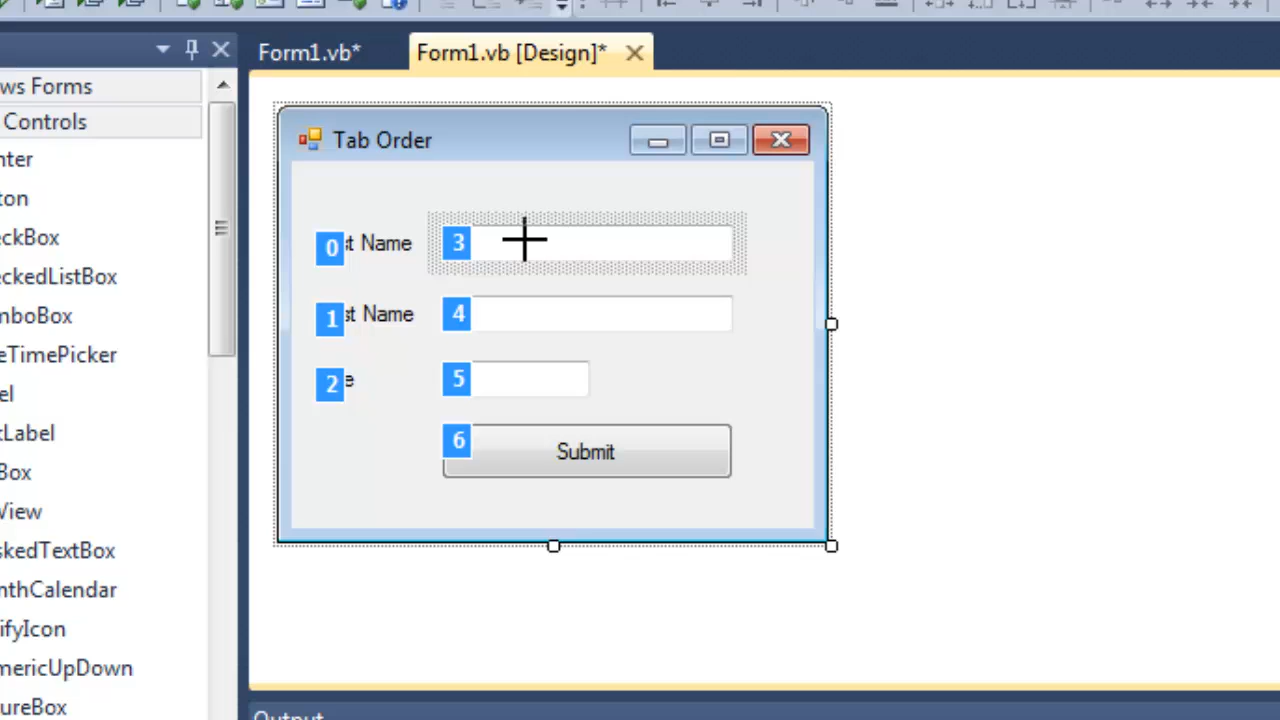 Form1.vb*
Form1.vb [Design]*
ws Forms
Controls
nter
ton
eckBox
eckedListBox
mboBox
eTimePicker
el
kLabel
Box
View
skedTextBox
nthCalendar
ifyIcon
mericUpDown
ureBox
Tab Order
0 st Name 3
1 st Name 4
2 e 5
6 Submit
Output